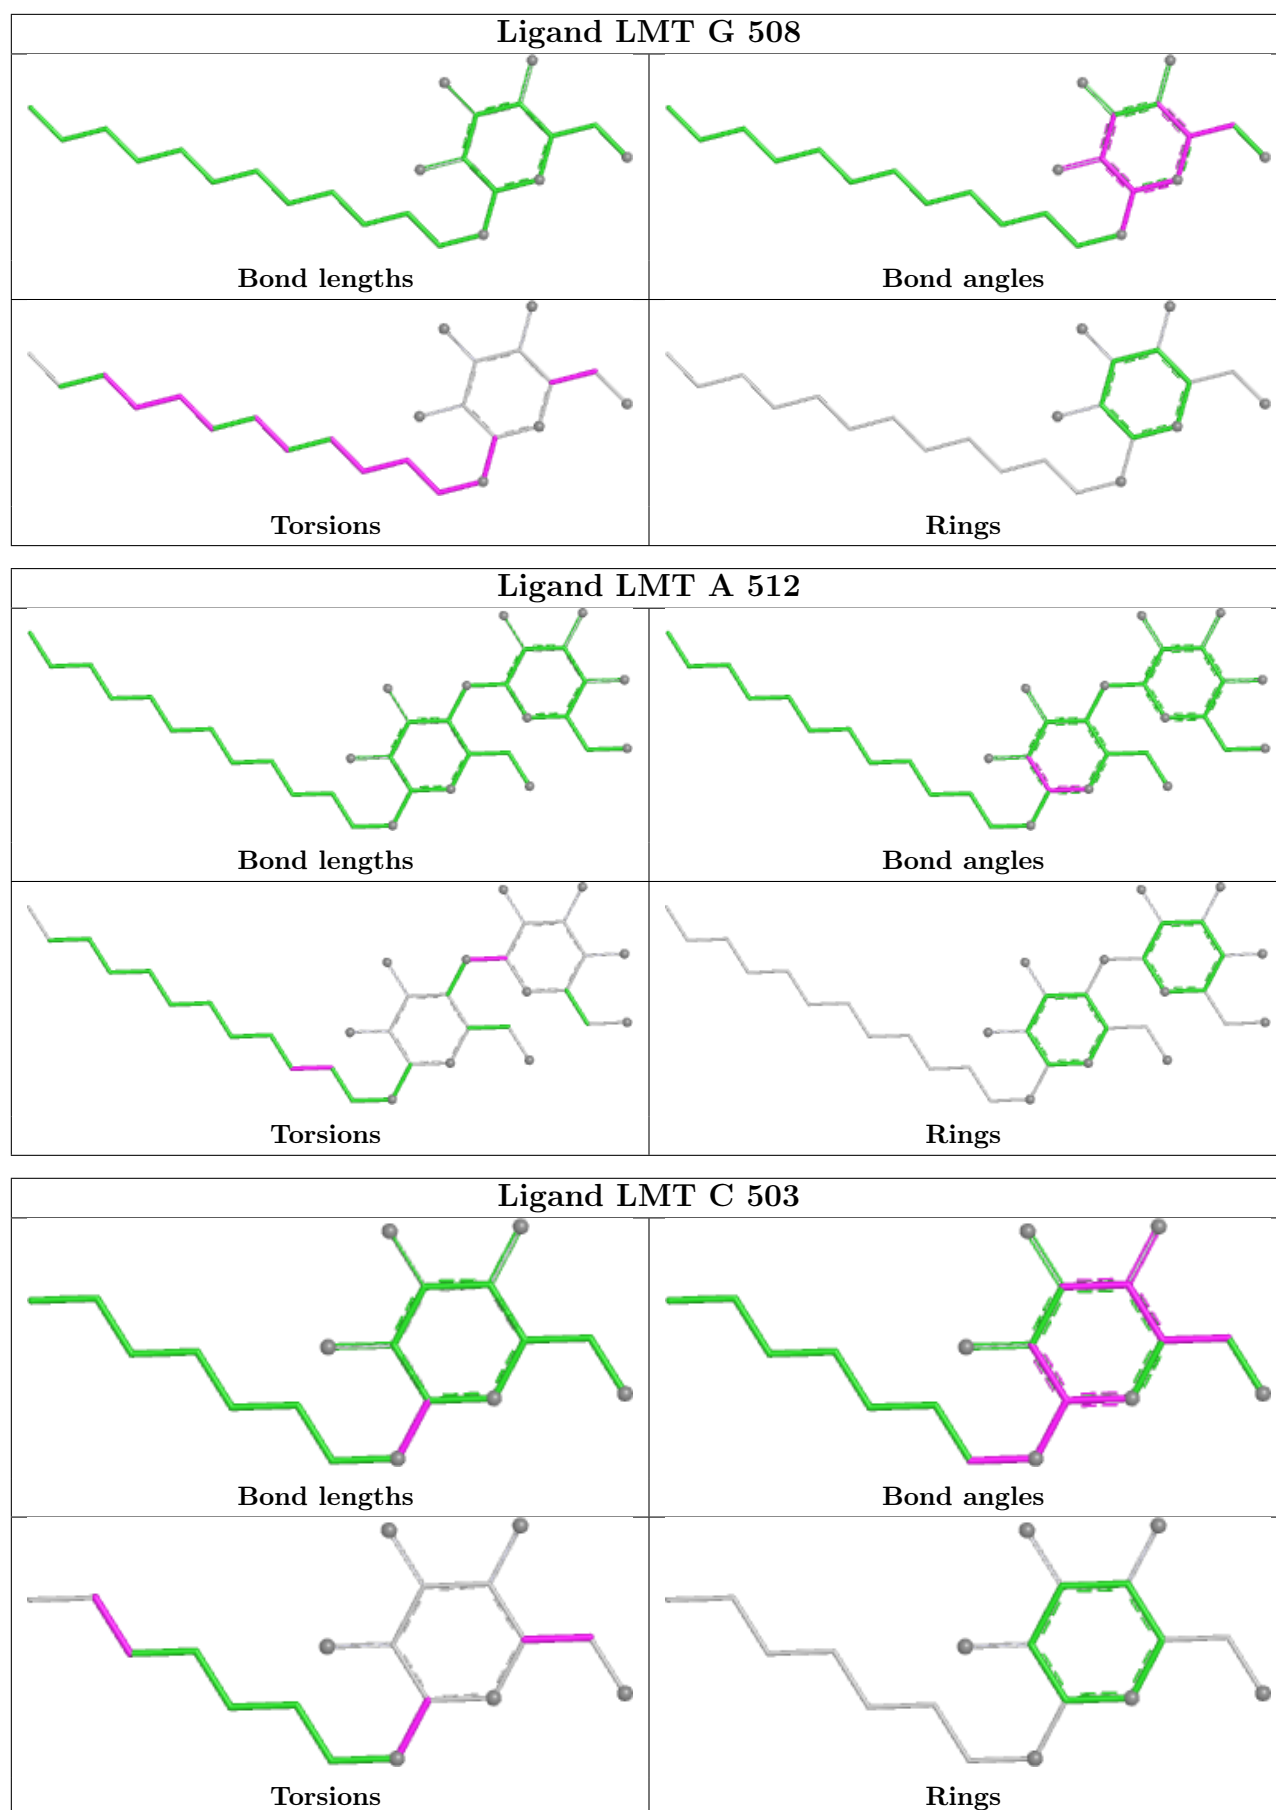 Ligand LMT G 508
Bond lengths
Bond angles
Torsions
Rings
Ligand LMT A 512
Bond lengths
Bond angles
Torsions
Rings
Ligand LMT C 503
Bond lengths
Bond angles
Torsions
Rings